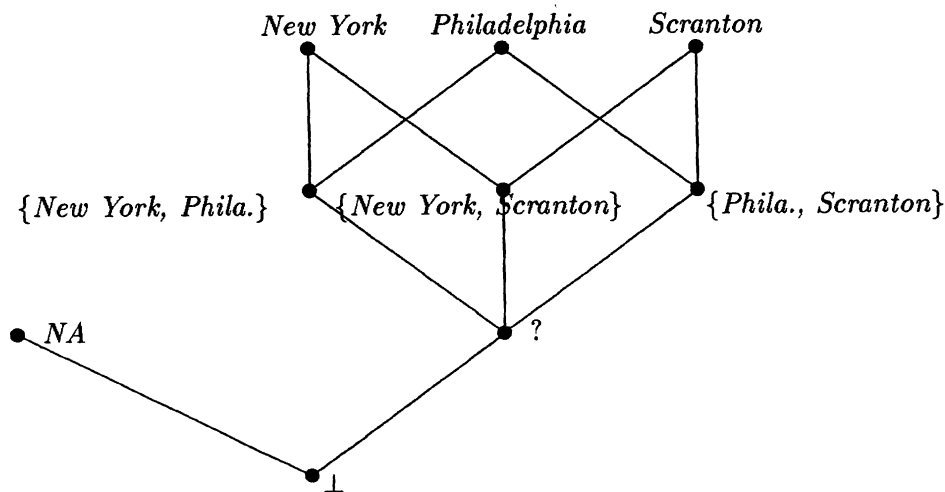 New York Philadelphia Scranton
{New York, Phila.} {New York, Scranton} {Phila., Scranton}
NA ?
⊥